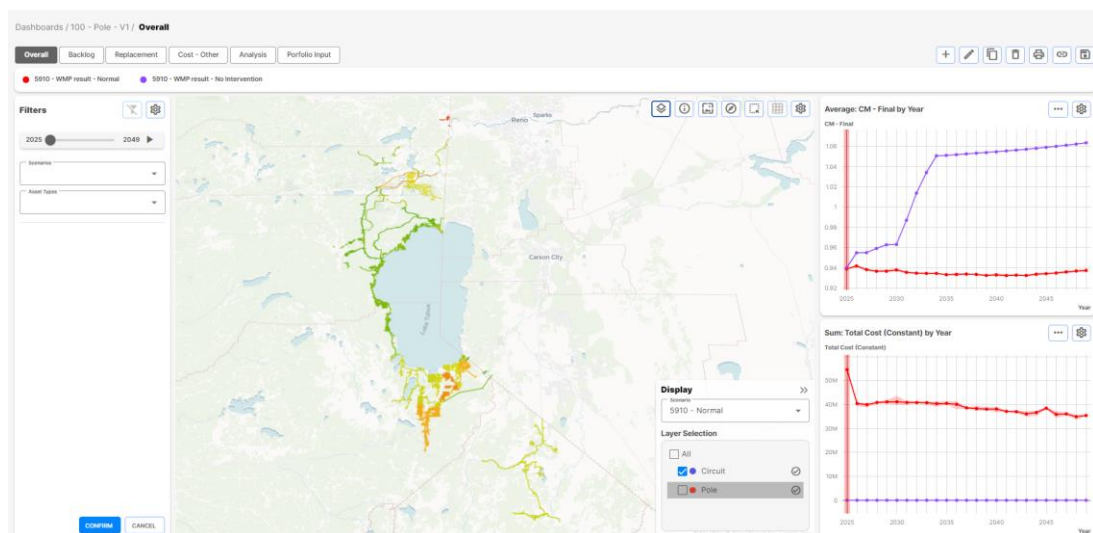 Dashboards / 100 - Pole - V1 / Overall
Overall Backlog Replacement Cost - Other Analysis Porfolio Input
5910 - WMP result - Normal 5910 - WMP result - No Intervention
Filters
2025 2049
Scenarios
Asset Types
CONFIRM CANCEL
Reno Sparks
Carson City
Lake Tahoe
Display
Scenario
5910 - Normal
Layer Selection
All
Circuit
Pole
Average: CM - Final by Year
CM - Final
1.06
1.04
1.02
1
0.98
0.96
0.94
0.92
2025 2030 2035 2040 2045
Year
Sum: Total Cost (Constant) by Year
Total Cost (Constant)
50M
40M
30M
20M
10M
0
2025 2030 2035 2040 2045
Year